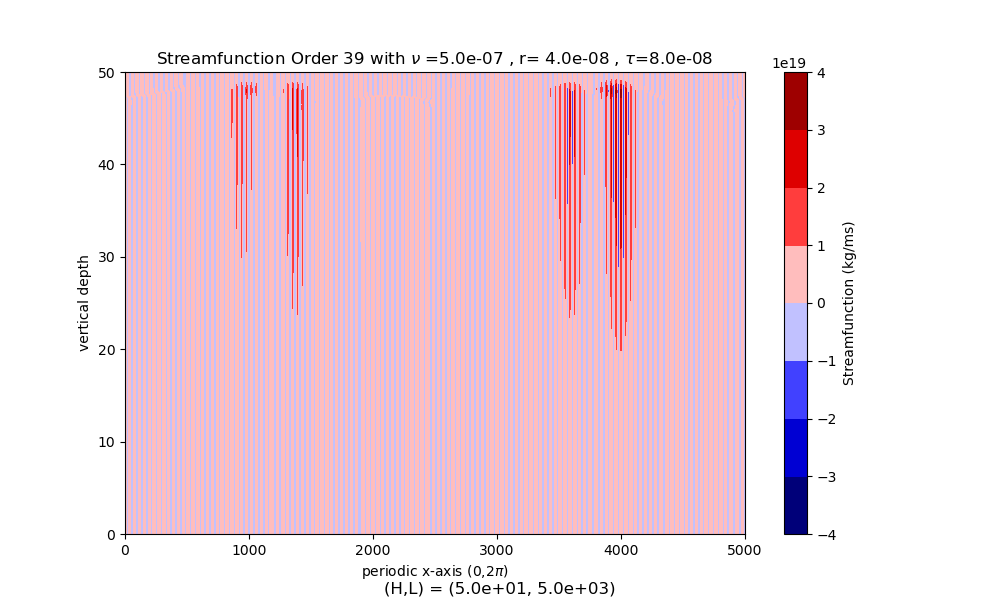 Streamfunction Order 39 with ν =5.0e-07 , r= 4.0e-08 , τ=8.0e-08
1e19
50
40
30
20
10
0
vertical depth
0 1000 2000 3000 4000 5000
periodic x-axis (0,2π)
(H,L) = (5.0e+01, 5.0e+03)
4
3
2
1
0
−1
−2
−3
−4
Streamfunction (kg/ms)